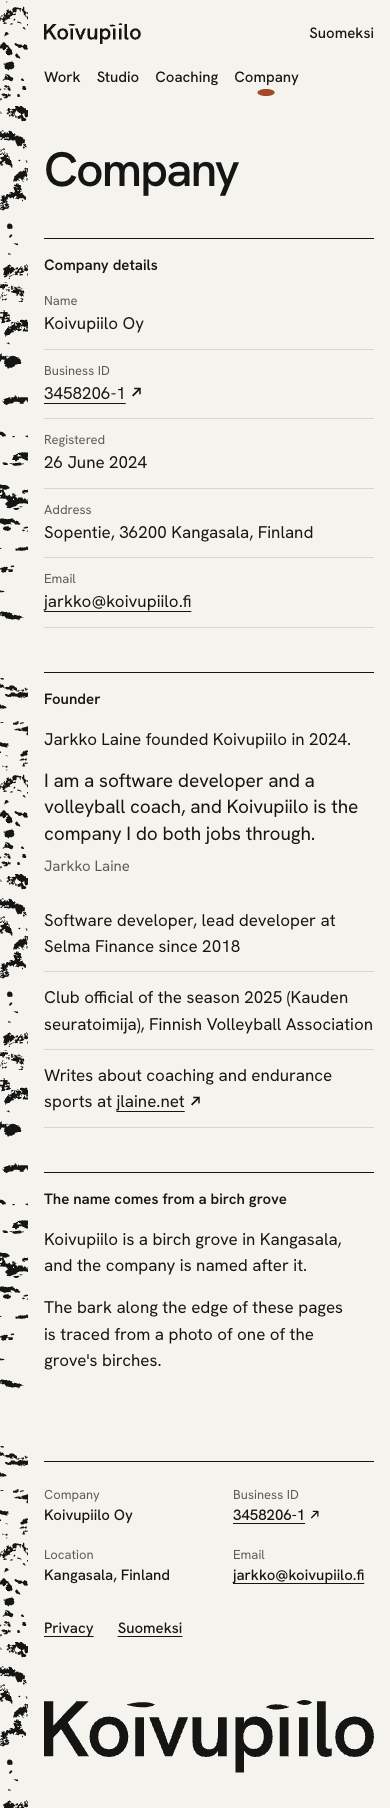 Koivupiilo
Suomeksi
Work Studio Coaching Company
Company
Company details
Name
Koivupiilo Oy
Business ID
3458206-1 ↗
Registered
26 June 2024
Address
Sopentie, 36200 Kangasala, Finland
Email
jarkko@koivupiilo.fi
Founder
Jarkko Laine founded Koivupiilo in 2024.
I am a software developer and a
volleyball coach, and Koivupiilo is the
company I do both jobs through.
Jarkko Laine
Software developer, lead developer at
Selma Finance since 2018
Club official of the season 2025 (Kauden
seuratoimija), Finnish Volleyball Association
Writes about coaching and endurance
sports at jlaine.net ↗
The name comes from a birch grove
Koivupiilo is a birch grove in Kangasala,
and the company is named after it.
The bark along the edge of these pages
is traced from a photo of one of the
grove's birches.
Company
Koivupiilo Oy
Business ID
3458206-1 ↗
Location
Kangasala, Finland
Email
jarkko@koivupiilo.fi
Privacy Suomeksi
Koivupiilo